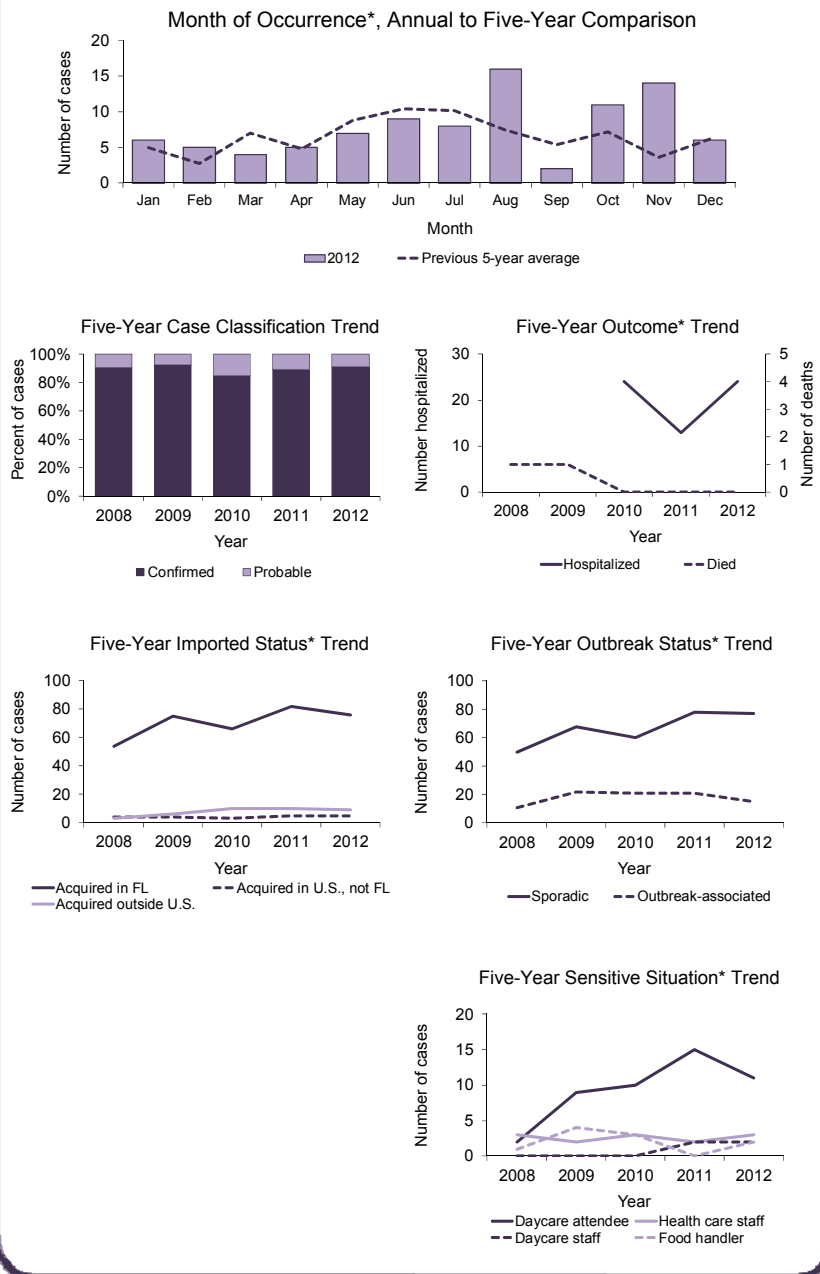 Month of Occurrence*, Annual to Five-Year Comparison
20
15
10
5
0
Number of cases
Jan Feb Mar Apr May Jun Jul Aug Sep Oct Nov Dec
Month
2012 Previous 5-year average
Five-Year Case Classification Trend
100%
80%
60%
40%
20%
0%
Percent of cases
2008 2009 2010 2011 2012
Year
Confirmed Probable
Five-Year Outcome* Trend
30
20
10
0
Number hospitalized
5
4
3
2
1
0
Number of deaths
2008 2009 2010 2011 2012
Year
Hospitalized Died
Five-Year Imported Status* Trend
100
80
60
40
20
0
Number of cases
2008 2009 2010 2011 2012
Year
Acquired in FL Acquired in U.S., not FL
Acquired outside U.S.
Five-Year Outbreak Status* Trend
100
80
60
40
20
0
Number of cases
2008 2009 2010 2011 2012
Year
Sporadic Outbreak-associated
Five-Year Sensitive Situation* Trend
20
15
10
5
0
Number of cases
2008 2009 2010 2011 2012
Year
Daycare attendee Health care staff
Daycare staff Food handler